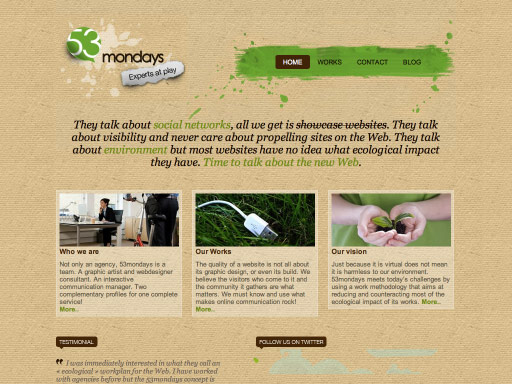 53
mondays
Experts at play
HOME WORKS CONTACT BLOG
They talk about social networks, all we get is showcase websites. They talk
about visibility and never care about propelling sites on the Web. They talk
about environment but most websites have no idea what ecological impact
they have. Time to talk about the new Web.
Who we are
Not only an agency, 53mondays is a
team. A graphic artist and webdesigner
consultant. An interactive
communication manager. Two
complementary profiles for one complete
service!
More..
Our Works
The quality of a website is not all about
its graphic design, or even its build. We
believe the visitors who come to it and
the community it gathers are what
matters. We must know and use what
makes online communication rock!
More..
Our vision
Just because it is virtual does not mean
it is harmless to our environment.
53mondays meets today's challenges by
using a work methodology that aims at
reducing and counteracting most of the
ecological impact of its works. More..
TESTIMONIAL
❝ I was immediately interested in what they call an
« ecological » workplan for the Web. I have worked
with agencies before but the 53mondays concept is
FOLLOW US ON TWITTER